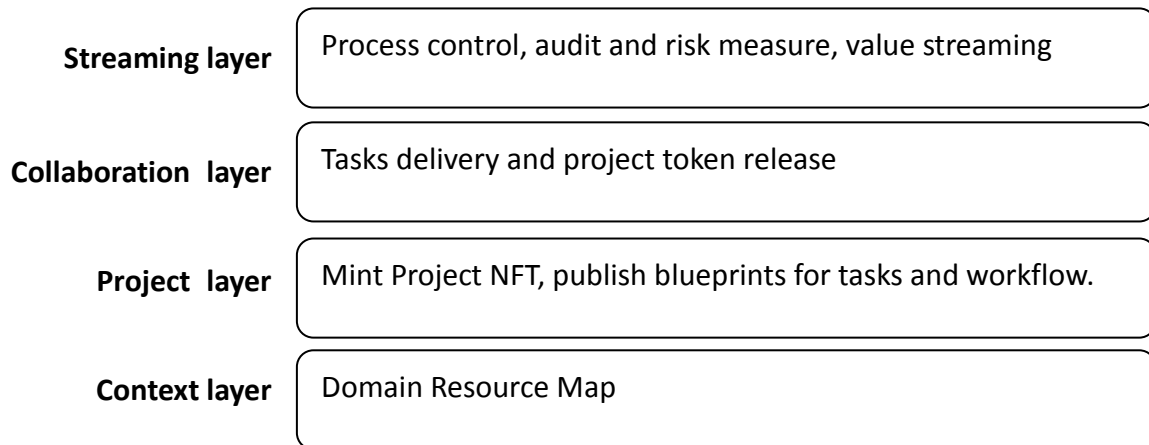 Streaming layer
Process control, audit and risk measure, value streaming
Collaboration layer
Tasks delivery and project token release
Project layer
Mint Project NFT, publish blueprints for tasks and workflow.
Context layer
Domain Resource Map